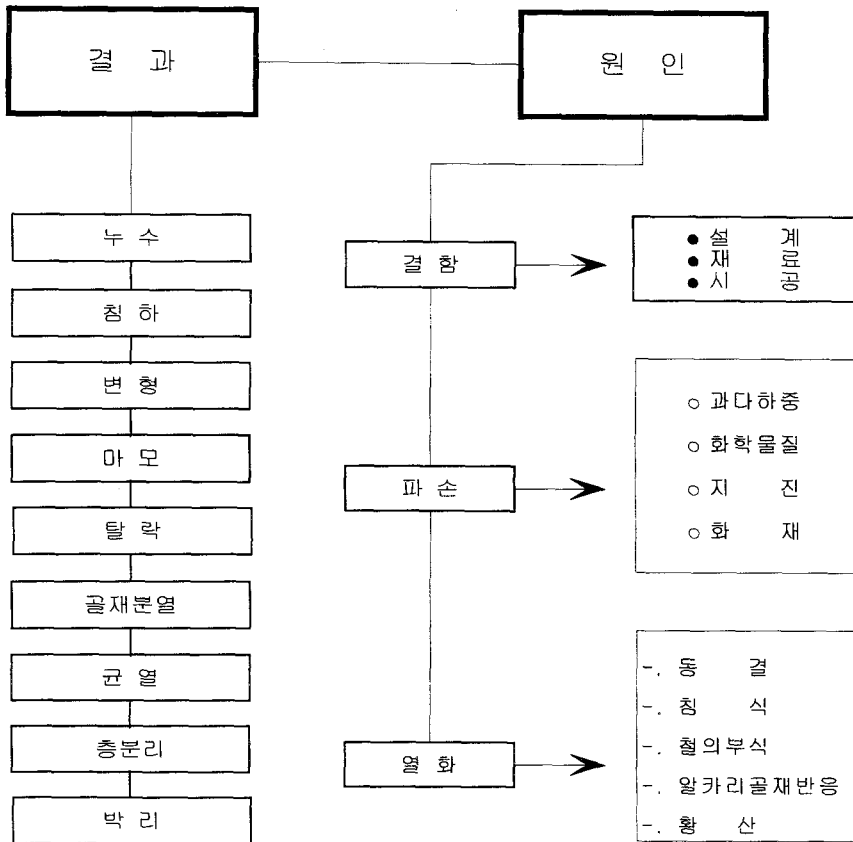 결 과
원 인
누 수
침 하
변 형
마 모
탈 락
골재분열
균 열
층분리
박 리
결 함
● 설 계
● 재 료
● 시 공
파 손
○ 과다하중
○ 화학물질
○ 지 진
○ 화 재
열 화
-. 동 결
-. 침 식
-. 철의부식
-. 알카리골재반응
-. 황 산